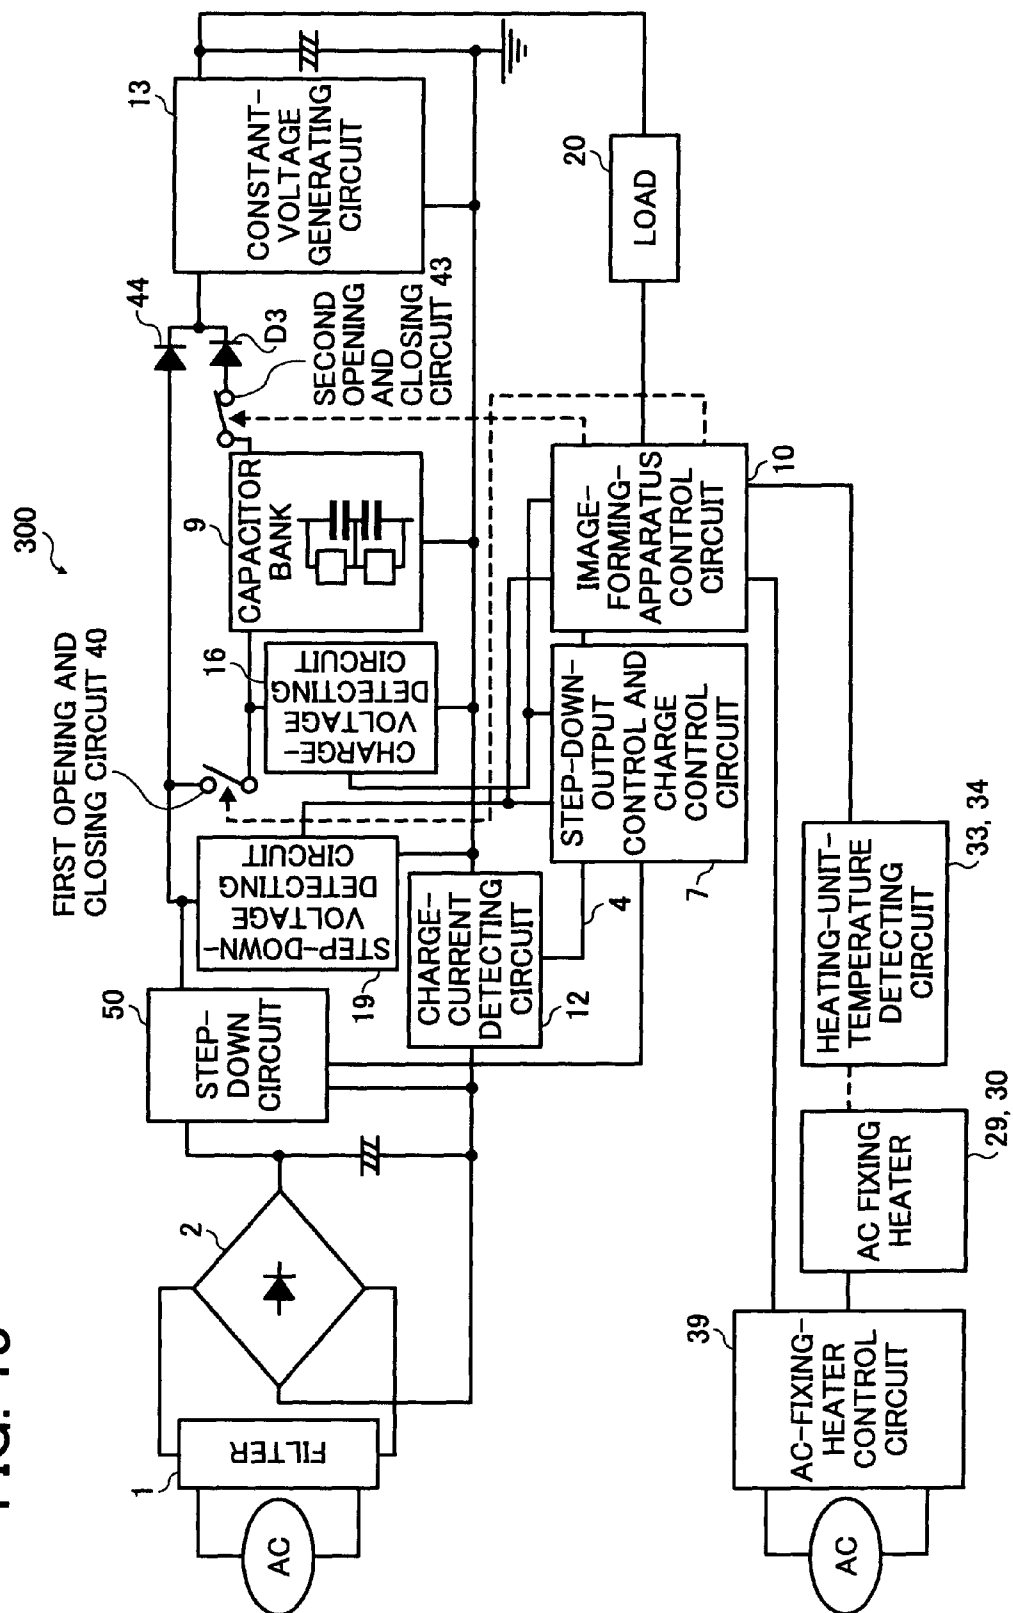 300
FIRST OPENING AND
CLOSING CIRCUIT 40
1
FILTER
AC
2
50
STEP-
DOWN
CIRCUIT
19
STEP-DOWN-
VOLTAGE
DETECTING
CIRCUIT
16
CHARGE-
VOLTAGE
DETECTING
CIRCUIT
9
CAPACITOR
BANK
44
D3
SECOND
OPENING
AND
CLOSING
CIRCUIT 43
13
CONSTANT-
VOLTAGE
GENERATING
CIRCUIT
CHARGE-
CURRENT
DETECTING
CIRCUIT
12
4
STEP-DOWN-
OUTPUT
CONTROL AND
CHARGE
CONTROL
CIRCUIT
7
IMAGE-
FORMING-
APPARATUS
CONTROL
CIRCUIT
10
20
LOAD
AC
39
AC-FIXING-
HEATER
CONTROL
CIRCUIT
AC FIXING
HEATER
29, 30
HEATING-UNIT-
TEMPERATURE
DETECTING
CIRCUIT
33, 34